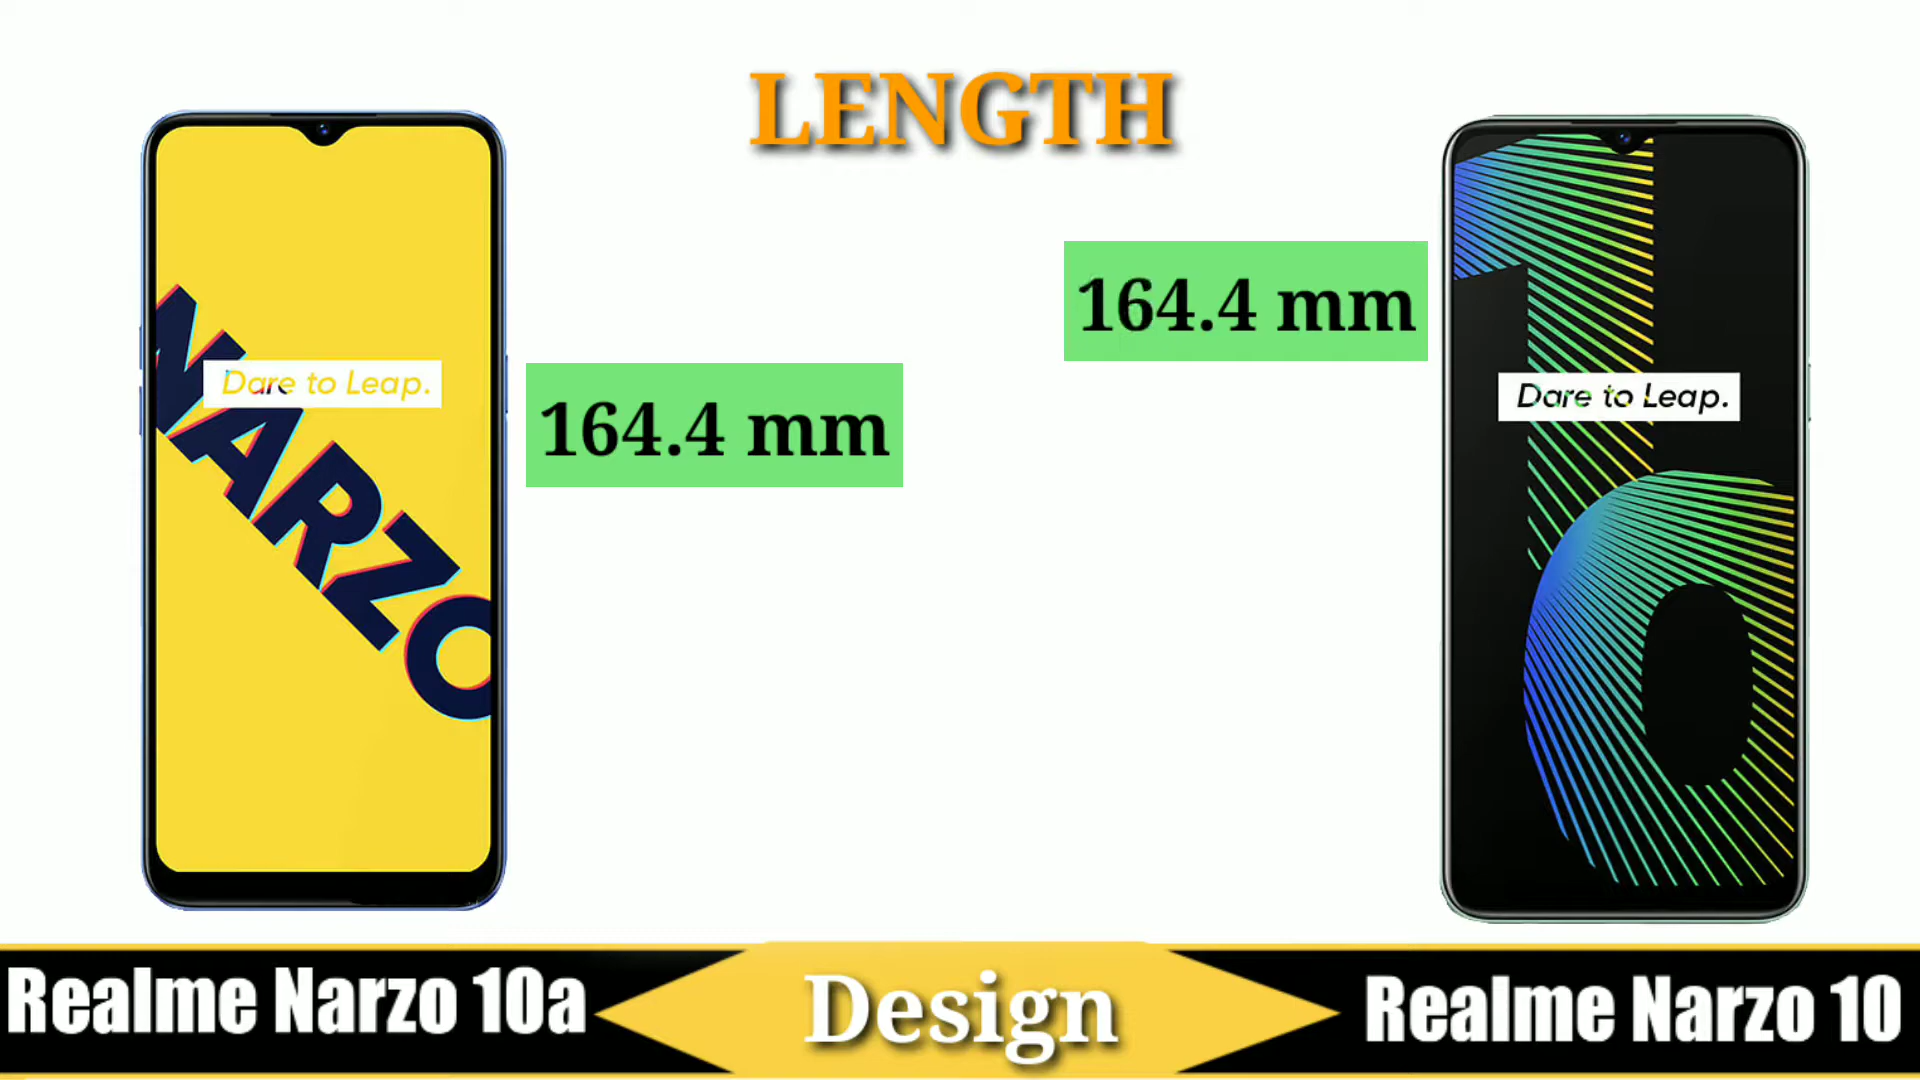 LENGTH
164.4 mm
164.4 mm
NARZO
Dare to Leap.
10
Dare to Leap.
Realme Narzo 10a
Design
Realme Narzo 10